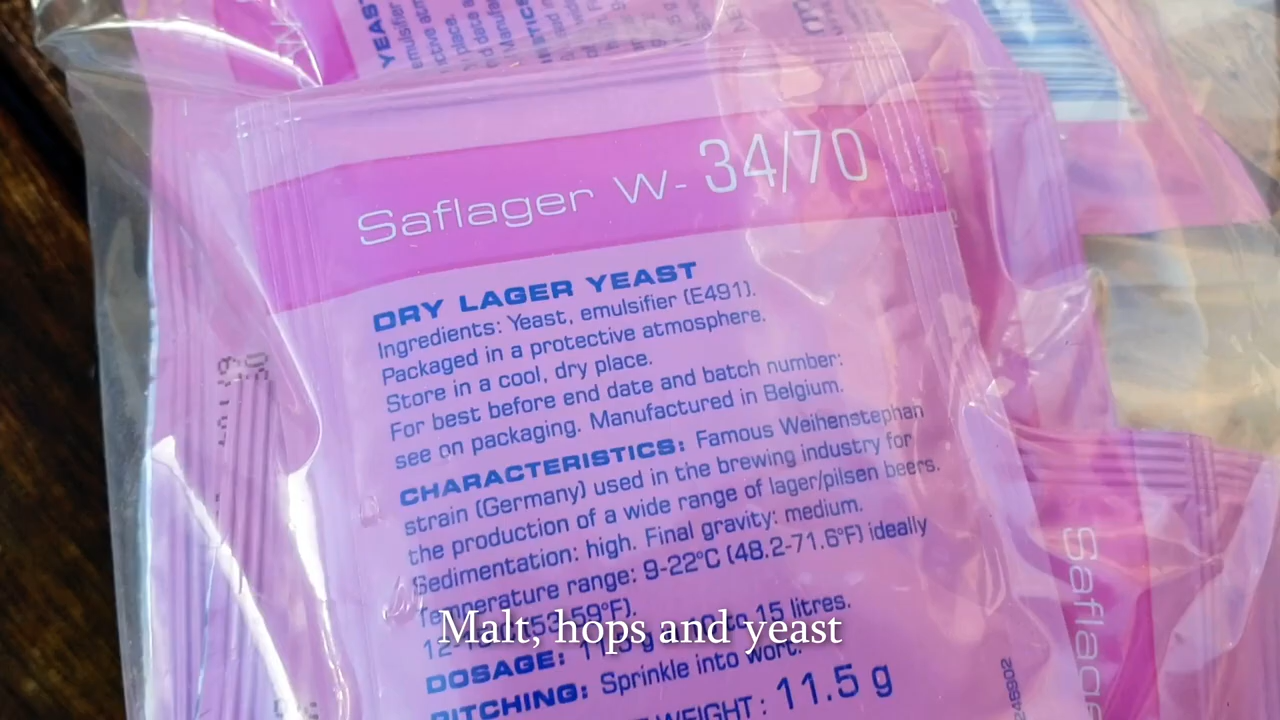 Saflager W-34/70
DRY LAGER YEAST
Ingredients: Yeast, emulsifier (E491).
Packaged in a protective atmosphere.
Store in a cool, dry place.
For best before end date and batch number:
see on packaging. Manufactured in Belgium.
CHARACTERISTICS: Famous Weihenstephan
strain (Germany) used in the brewing industry for
the production of a wide range of lager/pilsen beers.
Sedimentation: high. Final gravity: medium.
Temperature range: 9-22°C (48.2-71.6°F) ideally
59°F).
Malt, hops and yeast
DOSAGE: 15 litres.
PITCHING: Sprinkle into wort.
WEIGHT : 11.5 g
Saflage